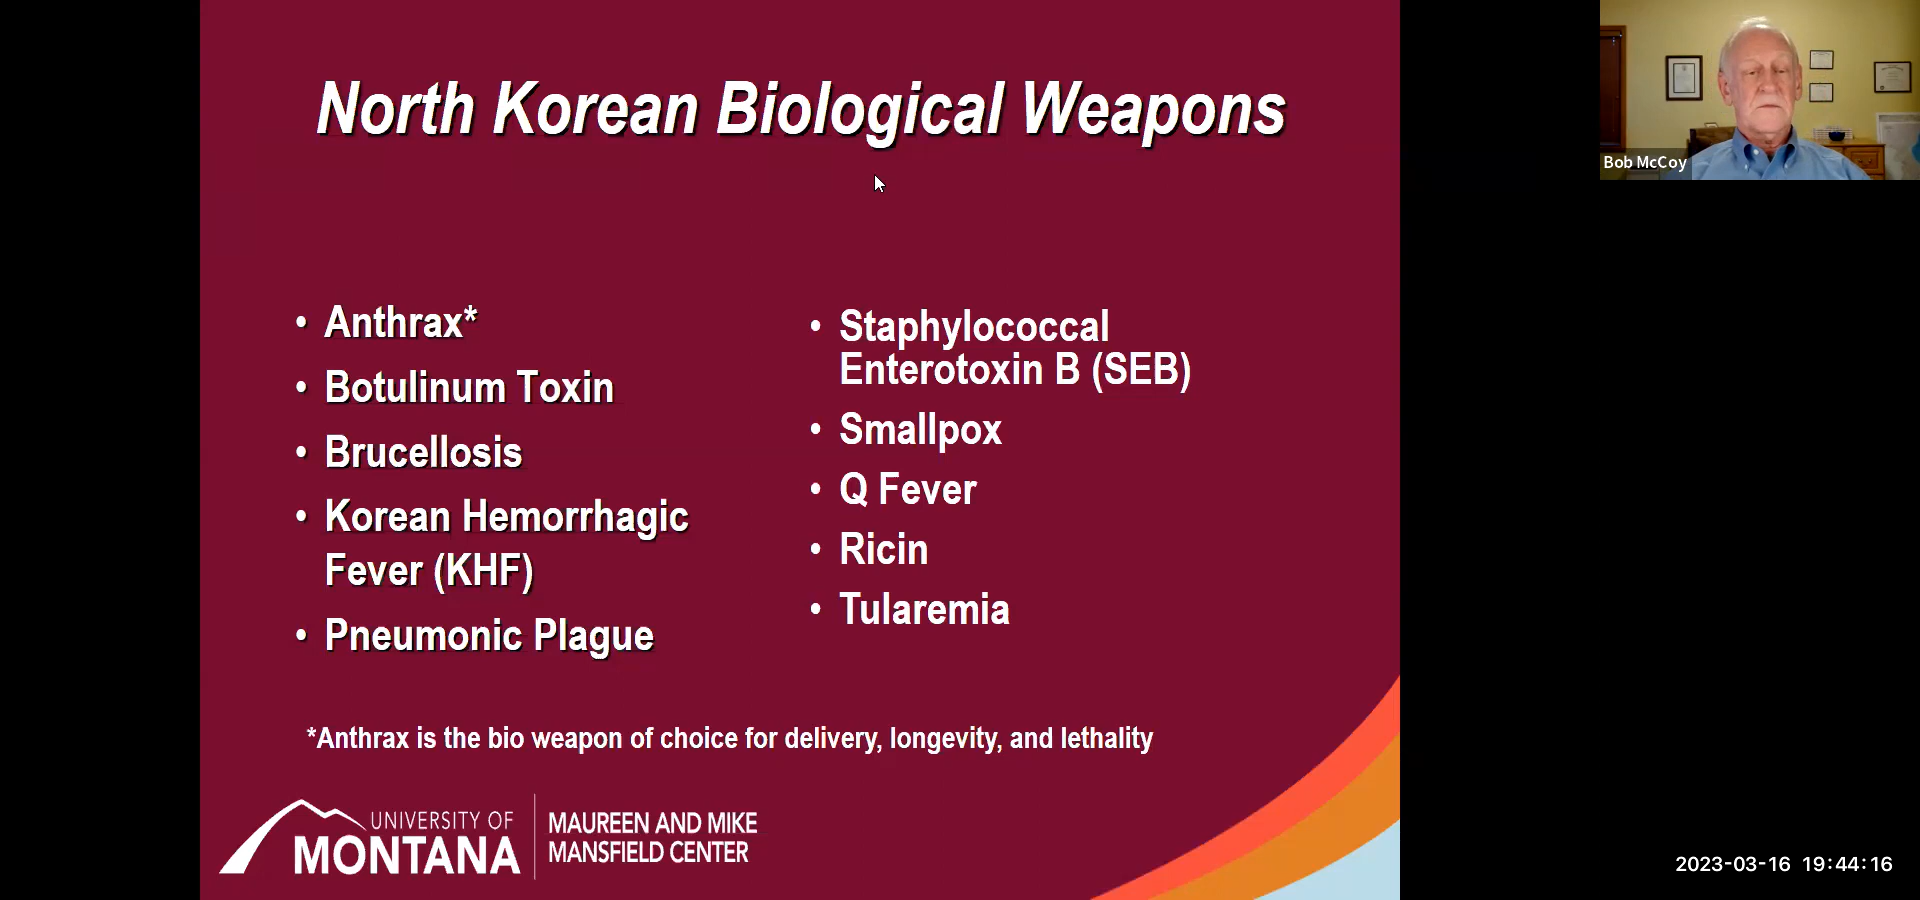 North Korean Biological Weapons
• Anthrax*
• Botulinum Toxin
• Brucellosis
• Korean Hemorrhagic
Fever (KHF)
• Pneumonic Plague
• Staphylococcal
Enterotoxin B (SEB)
• Smallpox
• Q Fever
• Ricin
• Tularemia
*Anthrax is the bio weapon of choice for delivery, longevity, and lethality
UNIVERSITY OF
MONTANA
MAUREEN AND MIKE
MANSFIELD CENTER
Bob McCoy
2023-03-16 19:44:16